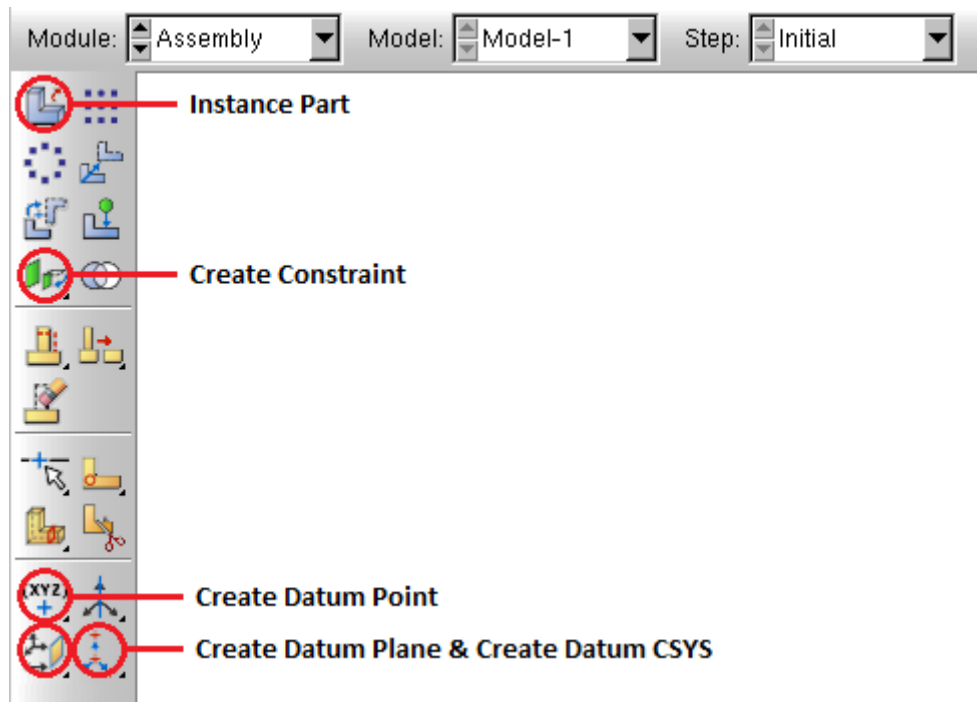 Module: Assembly Model: Model-1 Step: Initial
Instance Part
Create Constraint
(XYZ)
Create Datum Point
Create Datum Plane & Create Datum CSYS